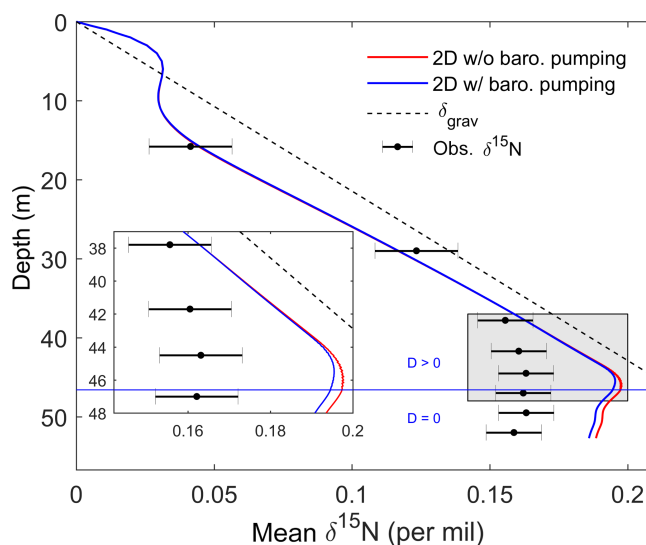 0
10
20
30
40
50
Depth (m)
2D w/o baro. pumping
2D w/ baro. pumping
δgrav
Obs. δ¹⁵N
38
40
42
44
46
48
0.16
0.18
0.2
D > 0
D = 0
0
0.05
0.1
0.15
0.2
Mean δ¹⁵N (per mil)